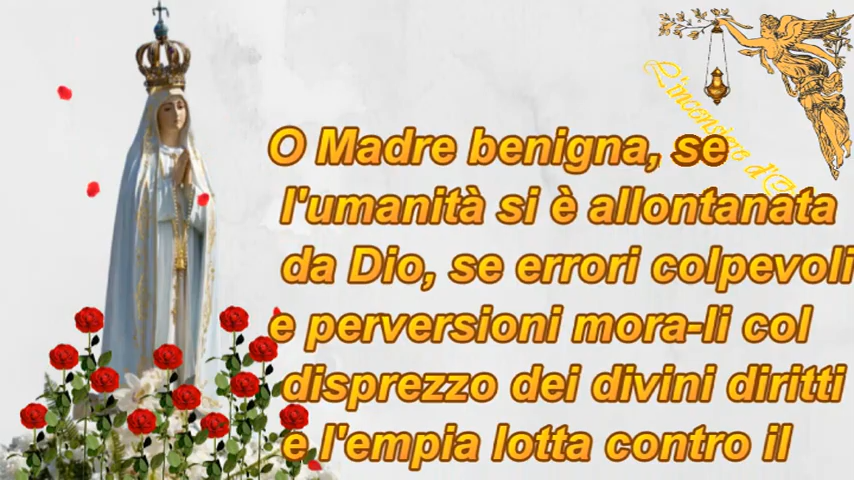 L'incensiere d'
O Madre benigna, se
l'umanità si è allontanata
da Dio, se errori colpevoli
e perversioni mora-li col
disprezzo dei divini diritti
e l'empia lotta contro il